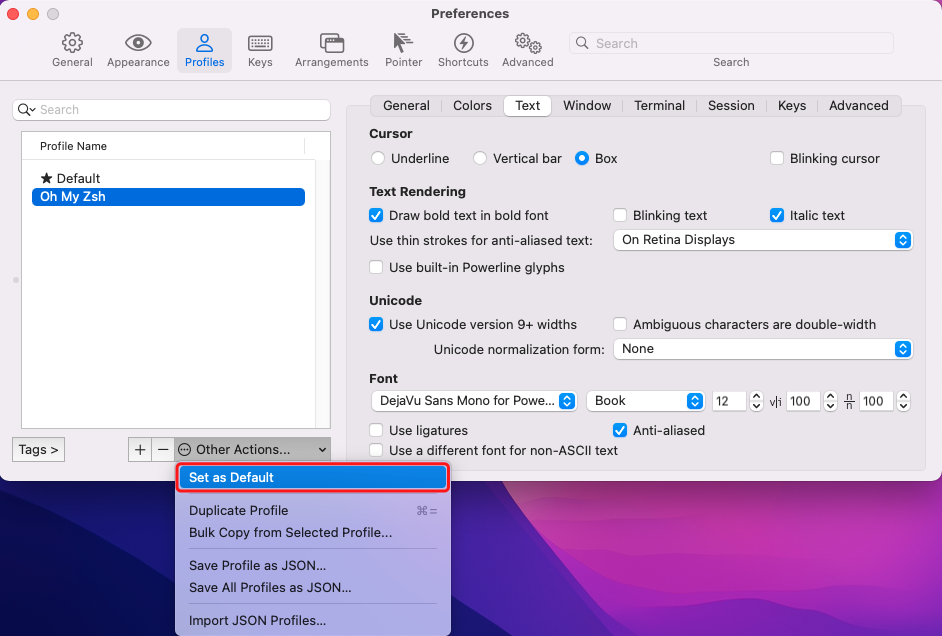 Preferences
General Appearance Profiles Keys Arrangements Pointer Shortcuts Advanced
Search
Search
Search
Profile Name
★ Default
Oh My Zsh
Tags >
+ − Other Actions...
Set as Default
Duplicate Profile ⌘=
Bulk Copy from Selected Profile...
Save Profile as JSON...
Save All Profiles as JSON...
Import JSON Profiles...
General Colors Text Window Terminal Session Keys Advanced
Cursor
Underline Vertical bar Box Blinking cursor
Text Rendering
Draw bold text in bold font Blinking text Italic text
Use thin strokes for anti-aliased text: On Retina Displays
Use built-in Powerline glyphs
Unicode
Use Unicode version 9+ widths Ambiguous characters are double-width
Unicode normalization form: None
Font
DejaVu Sans Mono for Powe... Book 12 v|i 100 n/n 100
Use ligatures Anti-aliased
Use a different font for non-ASCII text